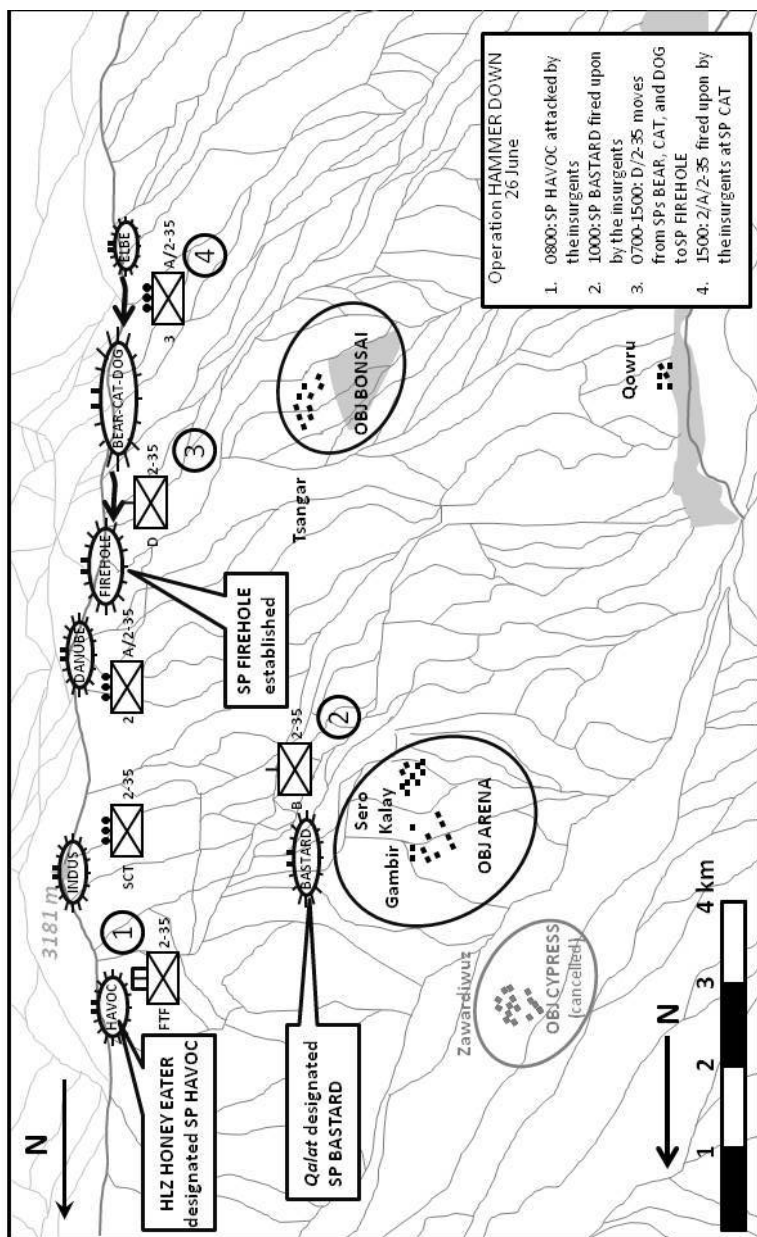 N
3181 m
HAVOC
INDUS
DANUBE
FIREHOLE
BEAR-CAT-DOG
ELBE
1
FTF
2-35
SCT
2-35
2
A/2-35
D
2-35
3
3
A/2-35
4
HLZ HONEY EATER
designated SP HAVOC
SP FIREHOLE
established
Qalat designated
SP BASTARD
BASTARD
B
2-35
2
Tsangar
OBJ BONSAI
Gambir
Sero
Kalay
OBJ ARENA
Zawardiwuz
OBJ CYPRESS
(cancelled)
Qowru
N
1
2
3
4 km
Operation HAMMER DOWN
26 June
1. 0800: SP HAVOC attacked by
the insurgents
2. 1000: SP BASTARD fired upon
by the insurgents
3. 0700-1500: D/2-35 moves
from SPs BEAR, CAT, and DOG
to SP FIREHOLE
4. 1500: 2/A/2-35 fired upon by
the insurgents at SP CAT